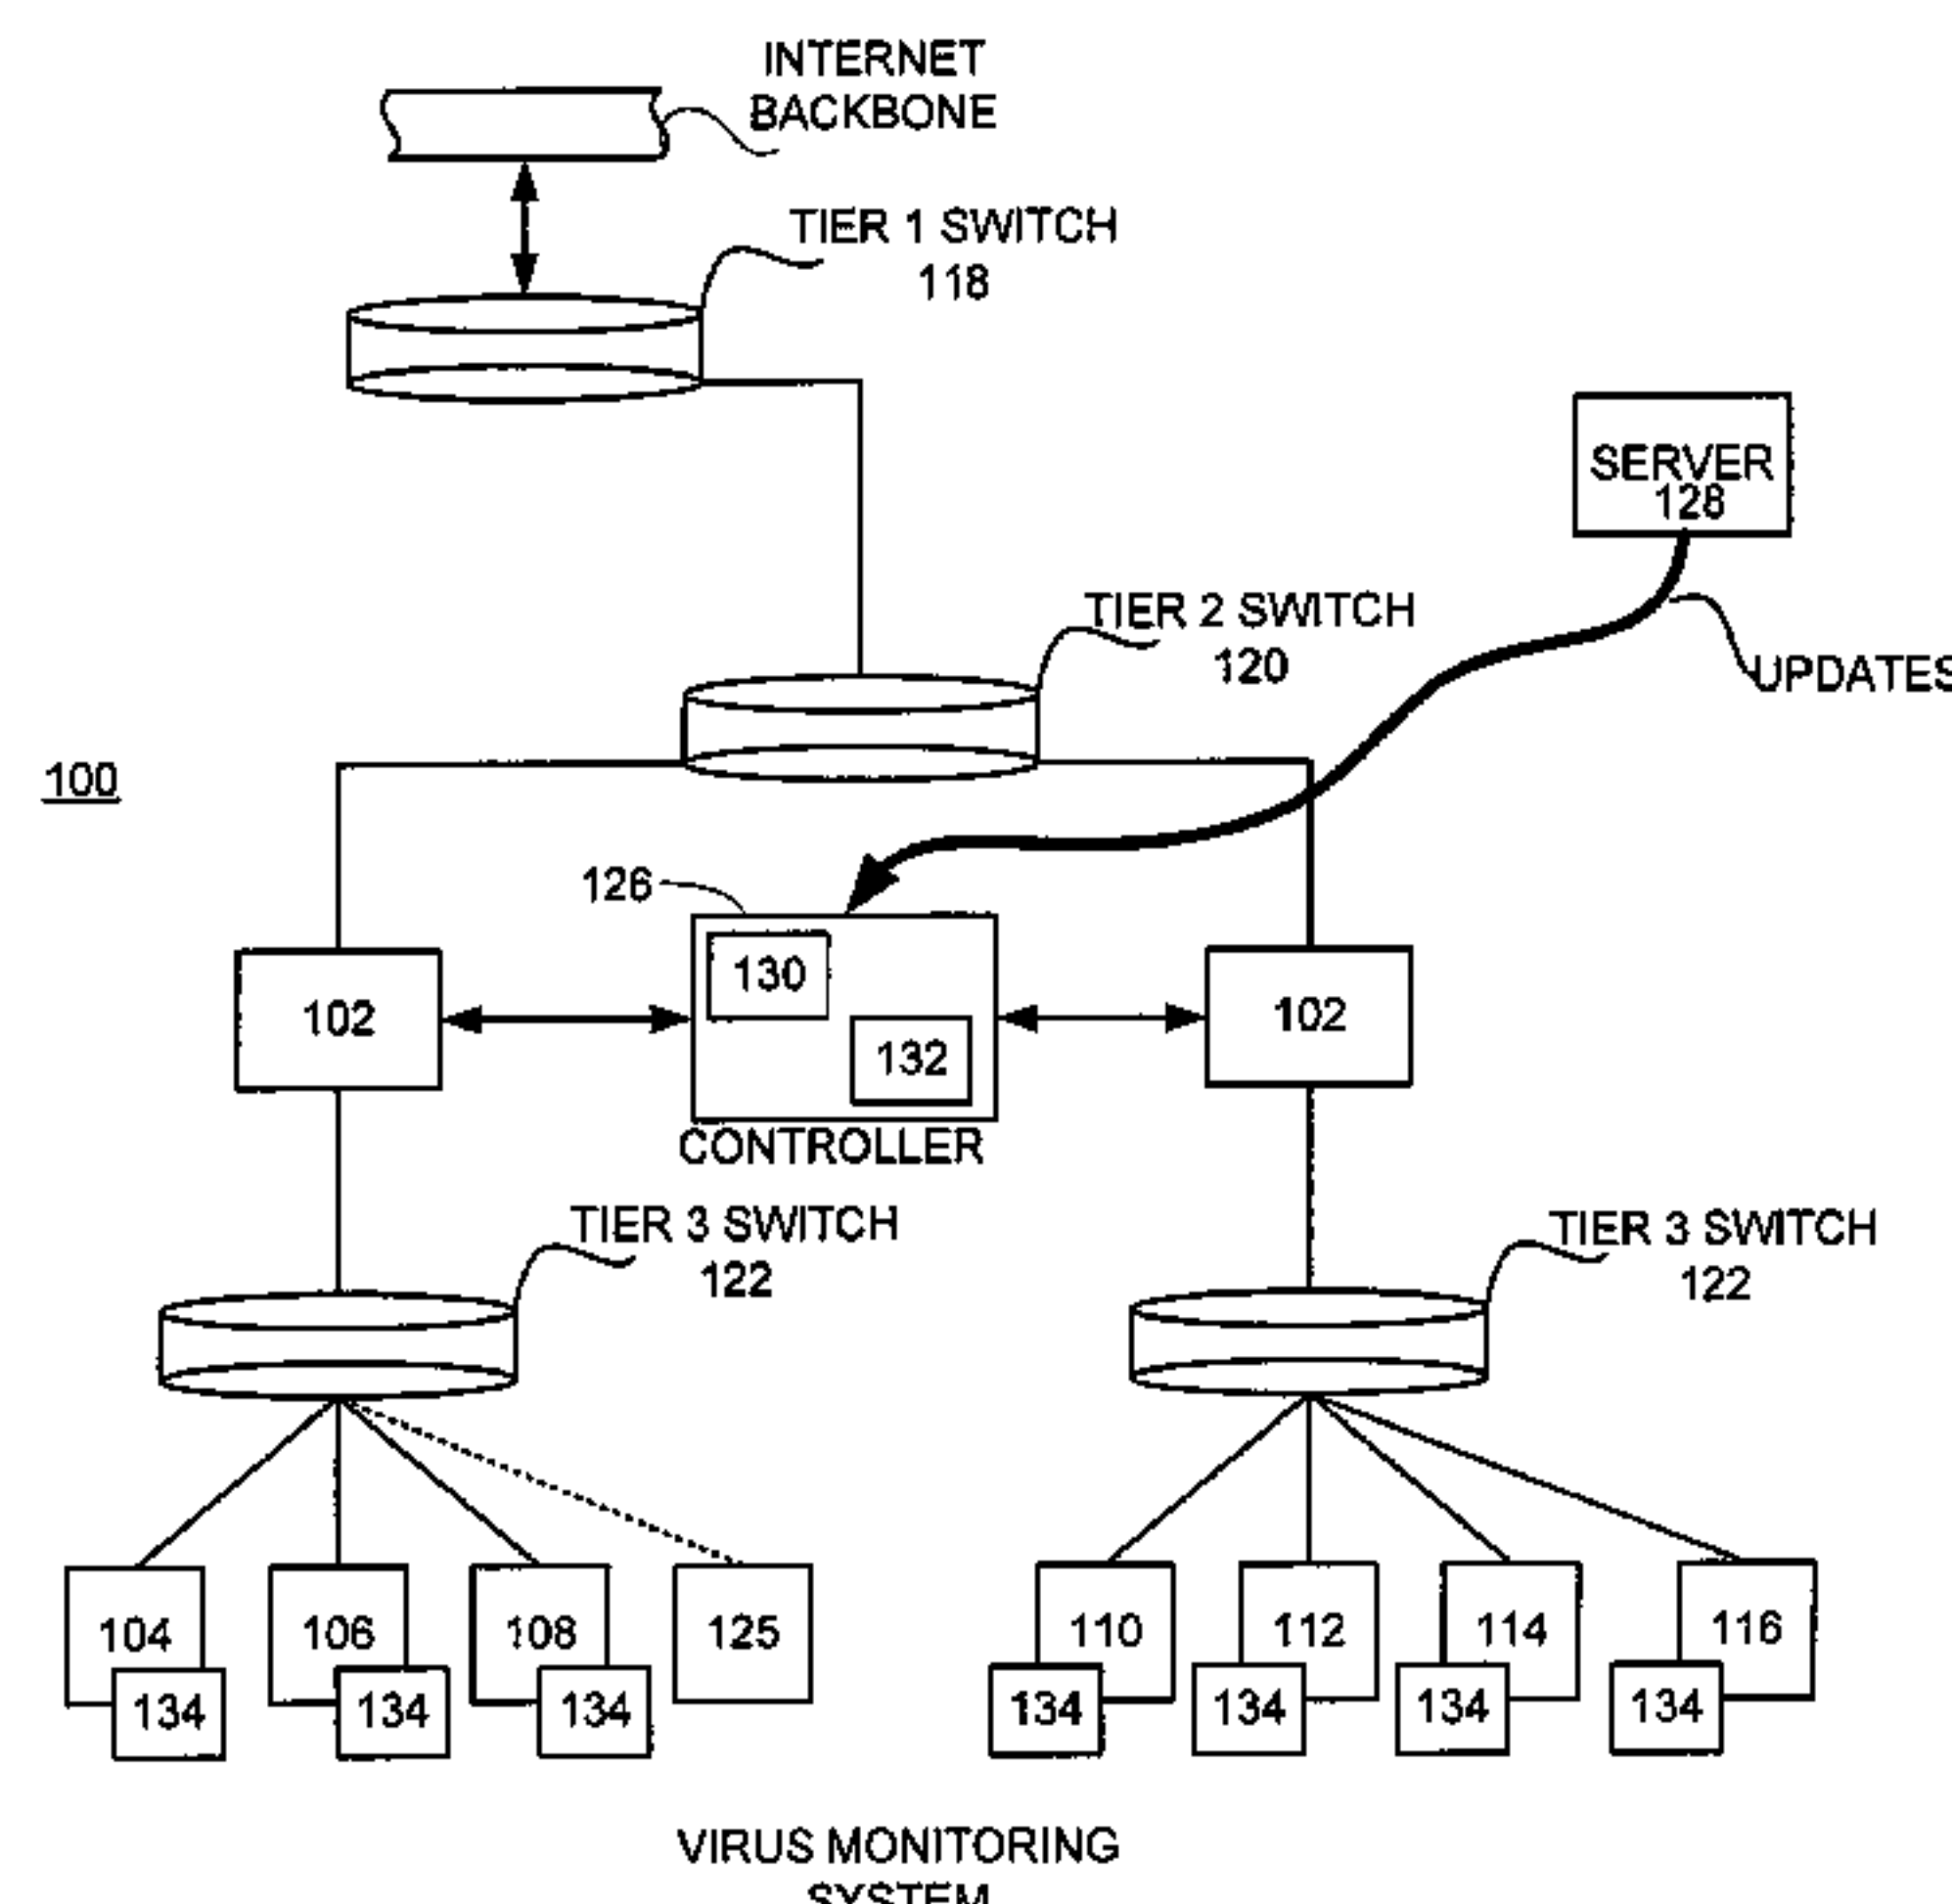 INTERNET
BACKBONE
TIER 1 SWITCH
118
SERVER
128
TIER 2 SWITCH
120
UPDATES
100
126
130
102
102
132
CONTROLLER
TIER 3 SWITCH
122
TIER 3 SWITCH
122
104
106
108
125
110
112
114
116
134
134
134
134
134
134
134
VIRUS MONITORING
SYSTEM